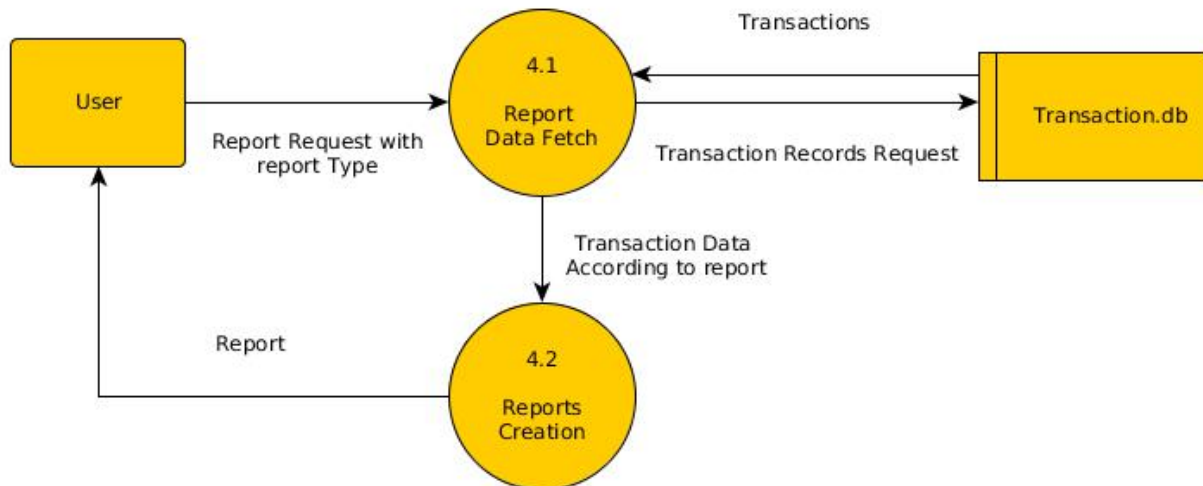 Transactions
User
4.1
Report
Data Fetch
Transaction.db
Report Request with
report Type
Transaction Records Request
Transaction Data
According to report
Report
4.2
Reports
Creation